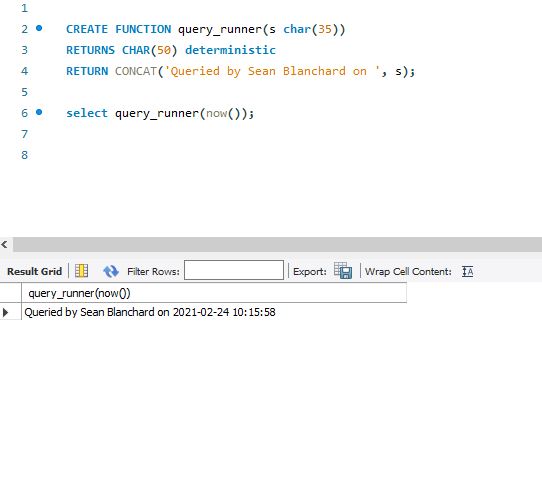 1
2 CREATE FUNCTION query_runner(s char(35))
3 RETURNS CHAR(50) deterministic
4 RETURN CONCAT('Queried by Sean Blanchard on ', s);
5
6 select query_runner(now());
7
8
Result Grid Filter Rows: Export: Wrap Cell Content: IA
query_runner(now())
Queried by Sean Blanchard on 2021-02-24 10:15:58